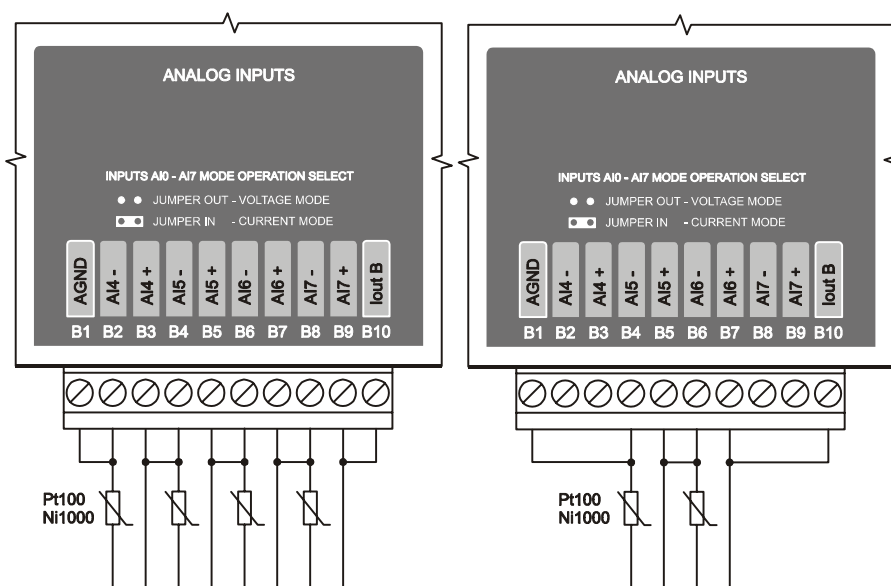 ANALOG INPUTS
INPUTS AI0 - AI7 MODE OPERATION SELECT
JUMPER OUT - VOLTAGE MODE
JUMPER IN - CURRENT MODE
AGND AI4 - AI4 + AI5 - AI5 + AI6 - AI6 + AI7 - AI7 + Iout B
B1 B2 B3 B4 B5 B6 B7 B8 B9 B10
Pt100
Ni1000
ANALOG INPUTS
INPUTS AI0 - AI7 MODE OPERATION SELECT
JUMPER OUT - VOLTAGE MODE
JUMPER IN - CURRENT MODE
AGND AI4 - AI4 + AI5 - AI5 + AI6 - AI6 + AI7 - AI7 + Iout B
B1 B2 B3 B4 B5 B6 B7 B8 B9 B10
Pt100
Ni1000